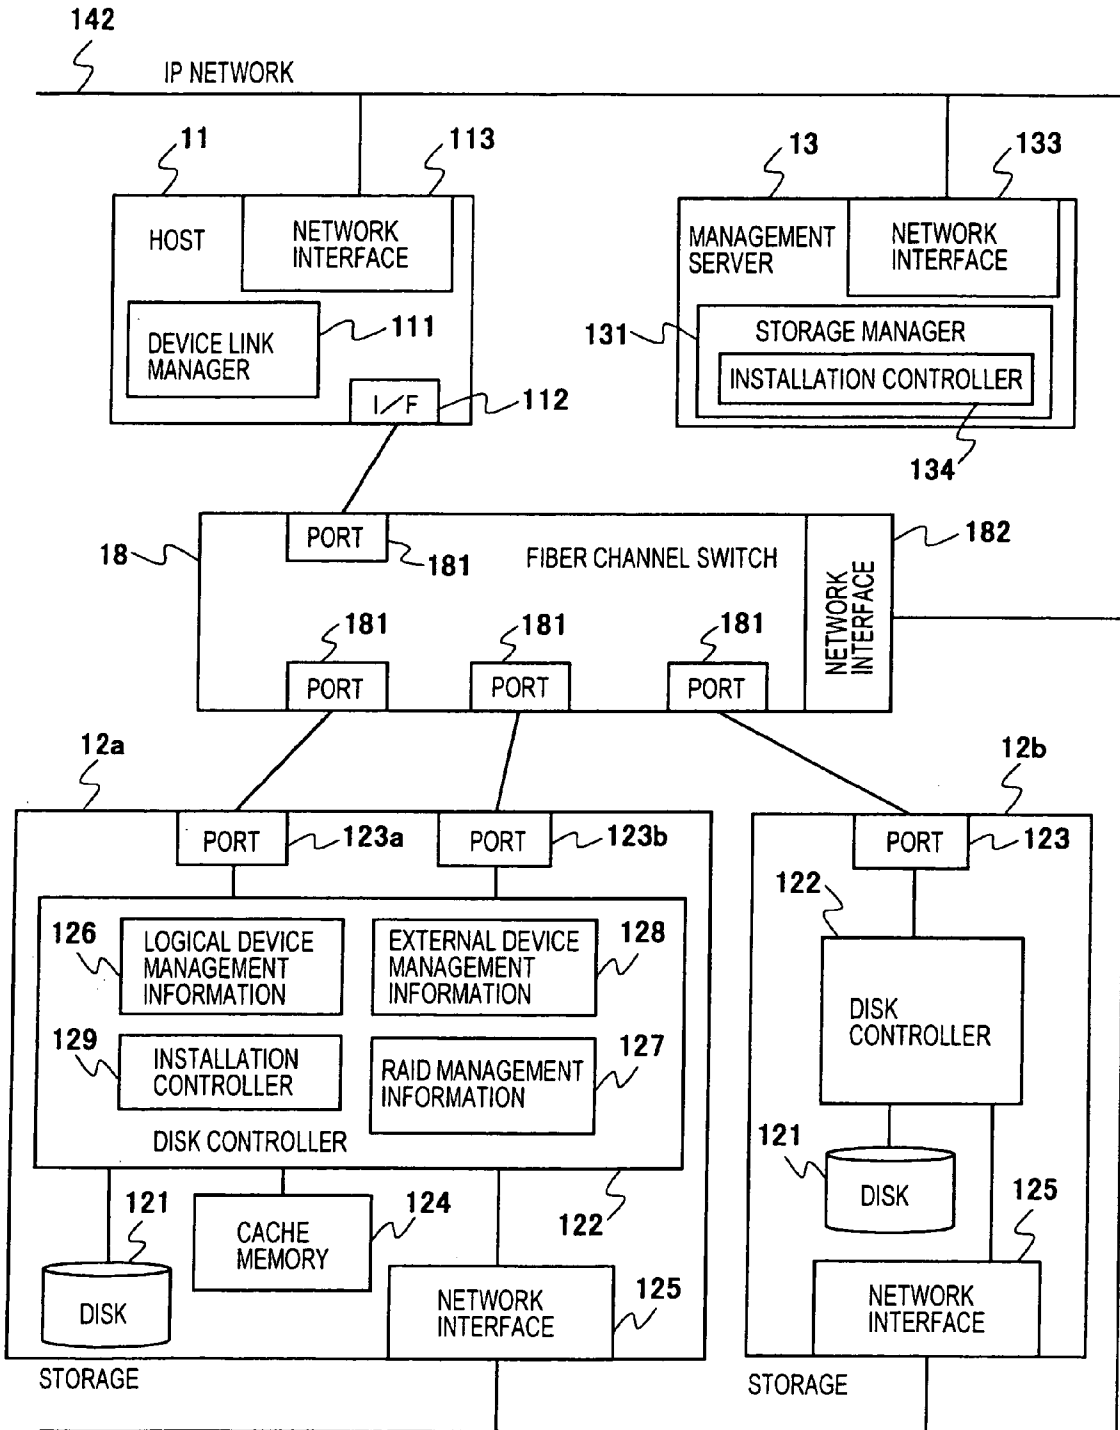 142
IP NETWORK
11
113
13
133
HOST
NETWORK
INTERFACE
MANAGEMENT
SERVER
NETWORK
INTERFACE
DEVICE LINK
MANAGER
111
131
STORAGE MANAGER
INSTALLATION CONTROLLER
I/F
112
134
18
PORT
181
FIBER CHANNEL SWITCH
182
NETWORK
INTERFACE
181
181
181
PORT
PORT
PORT
12a
12b
PORT
123a
PORT
123b
PORT
123
122
126
LOGICAL DEVICE
MANAGEMENT
INFORMATION
EXTERNAL DEVICE
MANAGEMENT
INFORMATION
128
129
INSTALLATION
CONTROLLER
RAID MANAGEMENT
INFORMATION
127
DISK CONTROLLER
DISK
CONTROLLER
121
CACHE
MEMORY
124
122
121
DISK
125
DISK
NETWORK
INTERFACE
125
NETWORK
INTERFACE
STORAGE
STORAGE